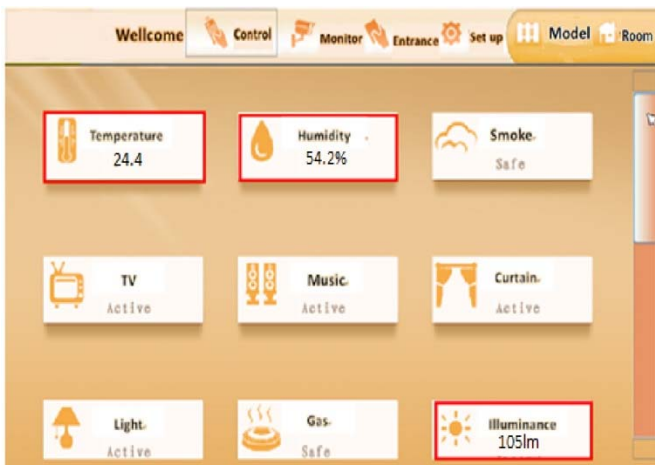 Wellcome Control Monitor Entrance Set up Model Room
Temperature
24.4
Humidity
54.2%
Smoke
Safe
TV
Active
Music
Active
Curtain
Active
Light
Active
Gas
Safe
Illuminance
105lm